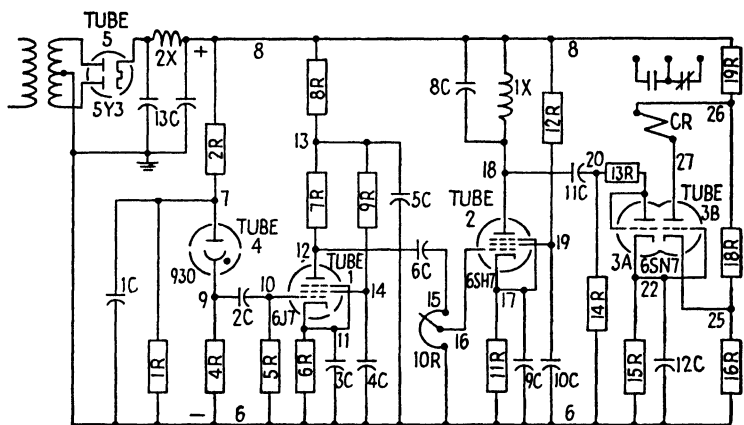 TUBE
5
5Y3
2X
+
8
13C
2R
7
1C
1R
TUBE
4
930
9
2C
10
4R
5R
−
6
8R
13
7R
9R
5C
12
TUBE
1
6J7
14
11
6R
3C
4C
6C
15
16
10R
8C
1X
12R
18
TUBE
2
6SH7
19
17
11R
9C
10C
11C
20
13R
14R
8
6
CR
27
TUBE
3B
3A
6SN7
22
15R
12C
19R
26
18R
25
16R